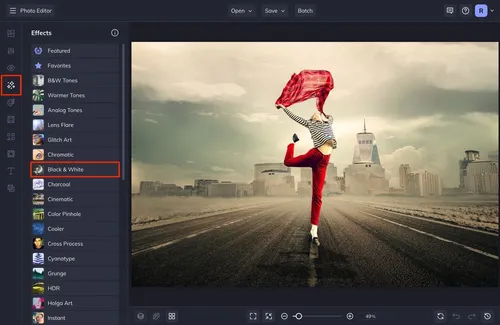 Photo Editor
Open
Save
Batch
R
Effects
Featured
Favorites
B&W Tones
Warmer Tones
Analog Tones
Lens Flare
Glitch Art
Chromatic
Black & White
Charcoal
Cinematic
Color Pinhole
Cooler
Cross Process
Cyanotype
Grunge
HDR
Holga Art
Instant
49%